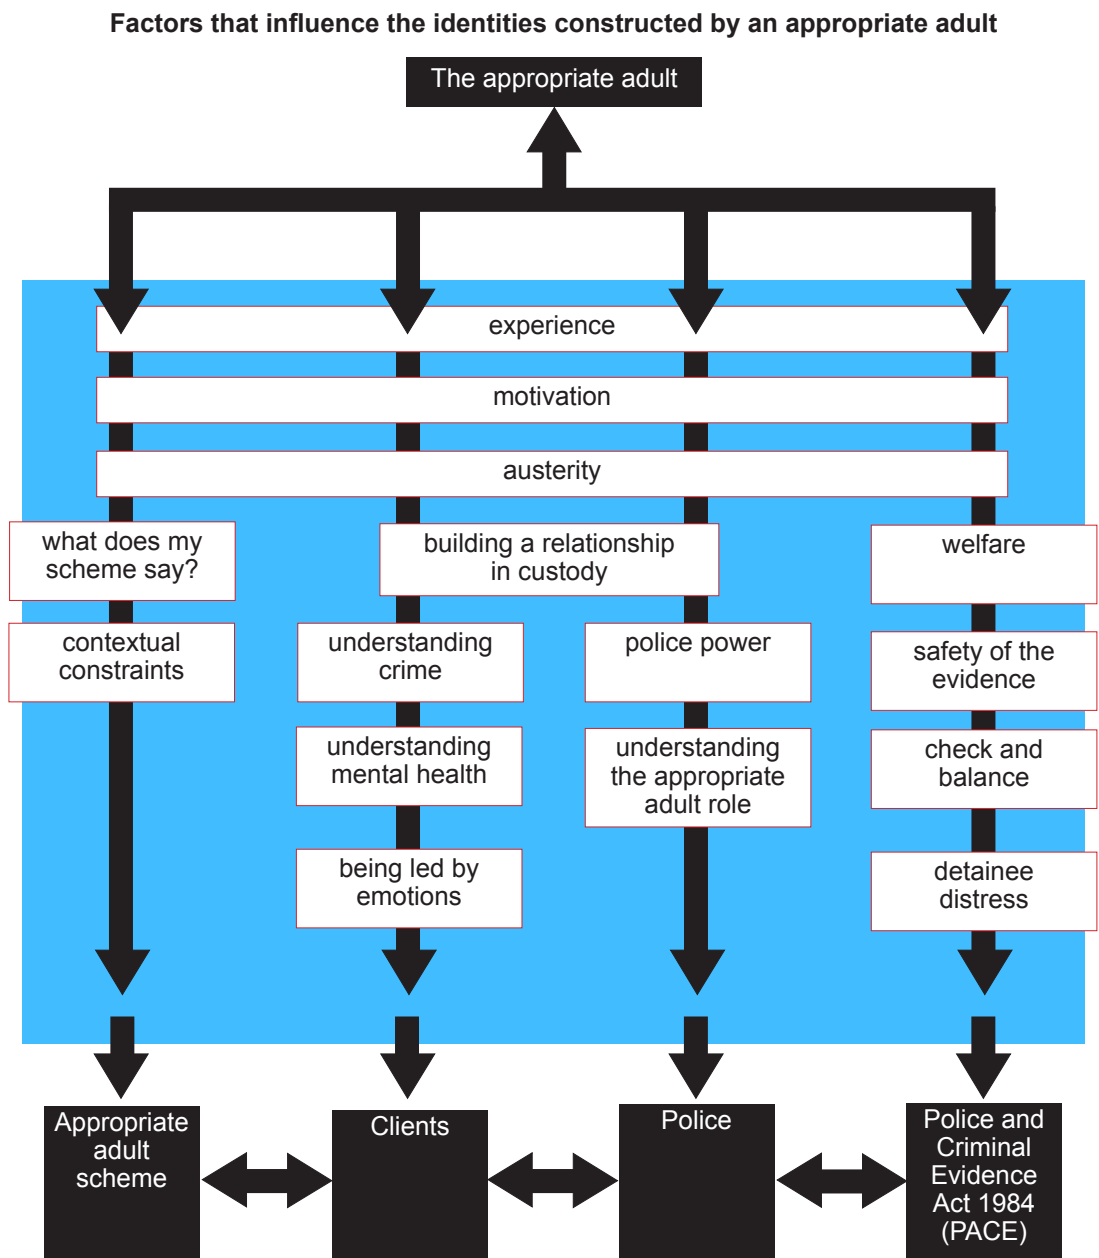 Factors that influence the identities constructed by an appropriate adult
The appropriate adult
experience
motivation
austerity
what does my
scheme say?
building a relationship
in custody
welfare
contextual
constraints
understanding
crime
police power
safety of the
evidence
understanding
mental health
understanding
the appropriate
adult role
check and
balance
being led by
emotions
detainee
distress
Appropriate
adult
scheme
Clients
Police
Police and
Criminal
Evidence
Act 1984
(PACE)